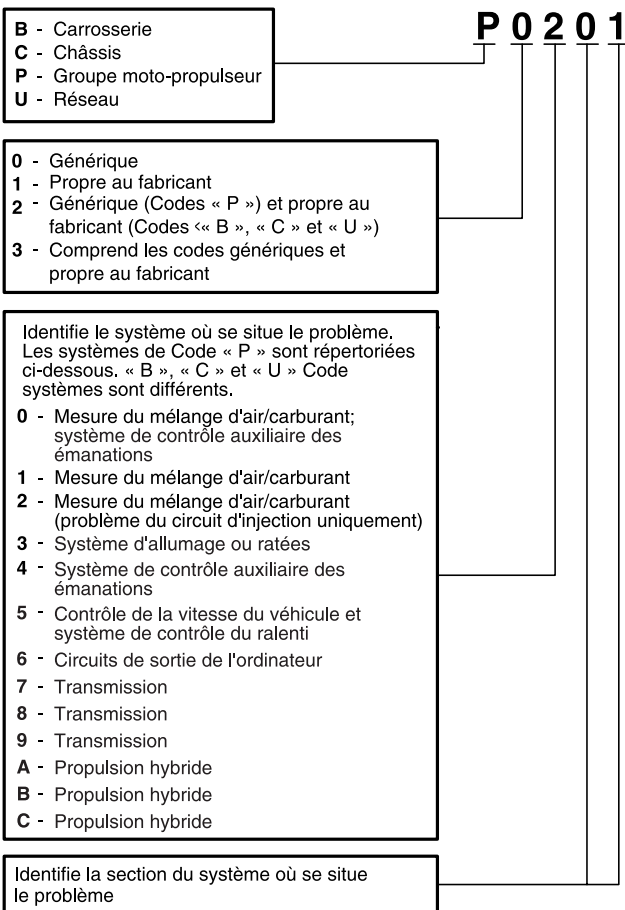 P 0 2 0 1
B - Carrosserie
C - Châssis
P - Groupe moto-propulseur
U - Réseau
0 - Générique
1 - Propre au fabricant
2 - Générique (Codes « P ») et propre au
fabricant (Codes ‹« B », « C » et « U »)
3 - Comprend les codes génériques et
propre au fabricant
Identifie le système où se situe le problème.
Les systèmes de Code « P » sont répertoriées
ci-dessous. « B », « C » et « U » Code
systèmes sont différents.
0 - Mesure du mélange d'air/carburant;
système de contrôle auxiliaire des
émanations
1 - Mesure du mélange d'air/carburant
2 - Mesure du mélange d'air/carburant
(problème du circuit d'injection uniquement)
3 - Système d'allumage ou ratées
4 - Système de contrôle auxiliaire des
émanations
5 - Contrôle de la vitesse du véhicule et
système de contrôle du ralenti
6 - Circuits de sortie de l'ordinateur
7 - Transmission
8 - Transmission
9 - Transmission
A - Propulsion hybride
B - Propulsion hybride
C - Propulsion hybride
Identifie la section du système où se situe
le problème